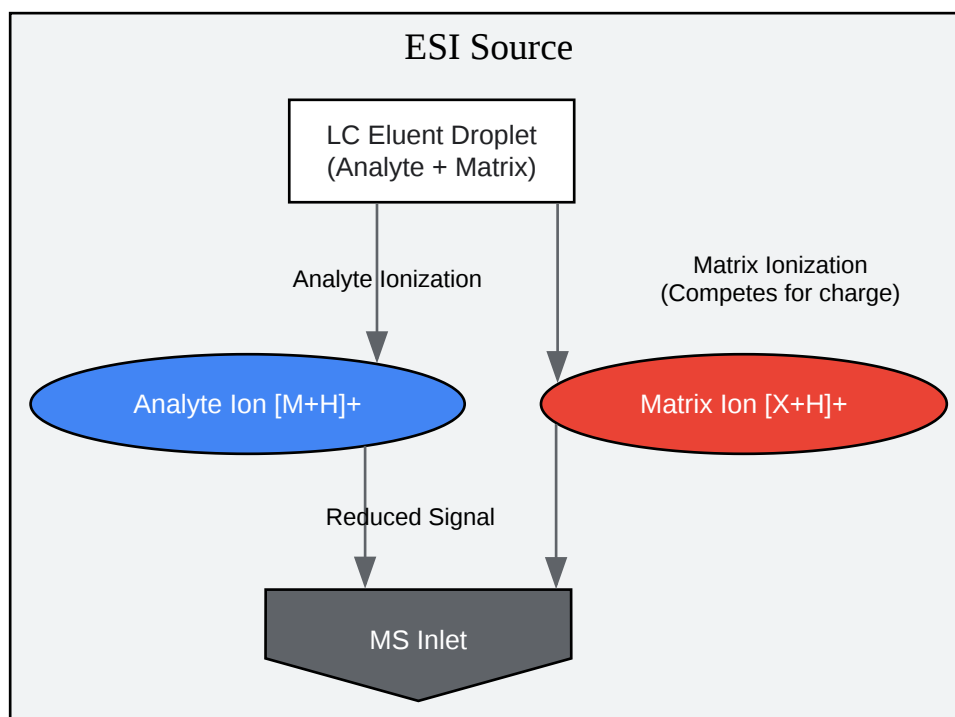 ESI Source
LC Eluent Droplet
(Analyte + Matrix)
Analyte Ionization
Matrix Ionization
(Competes for charge)
Analyte Ion [M+H]+
Matrix Ion [X+H]+
Reduced Signal
MS Inlet